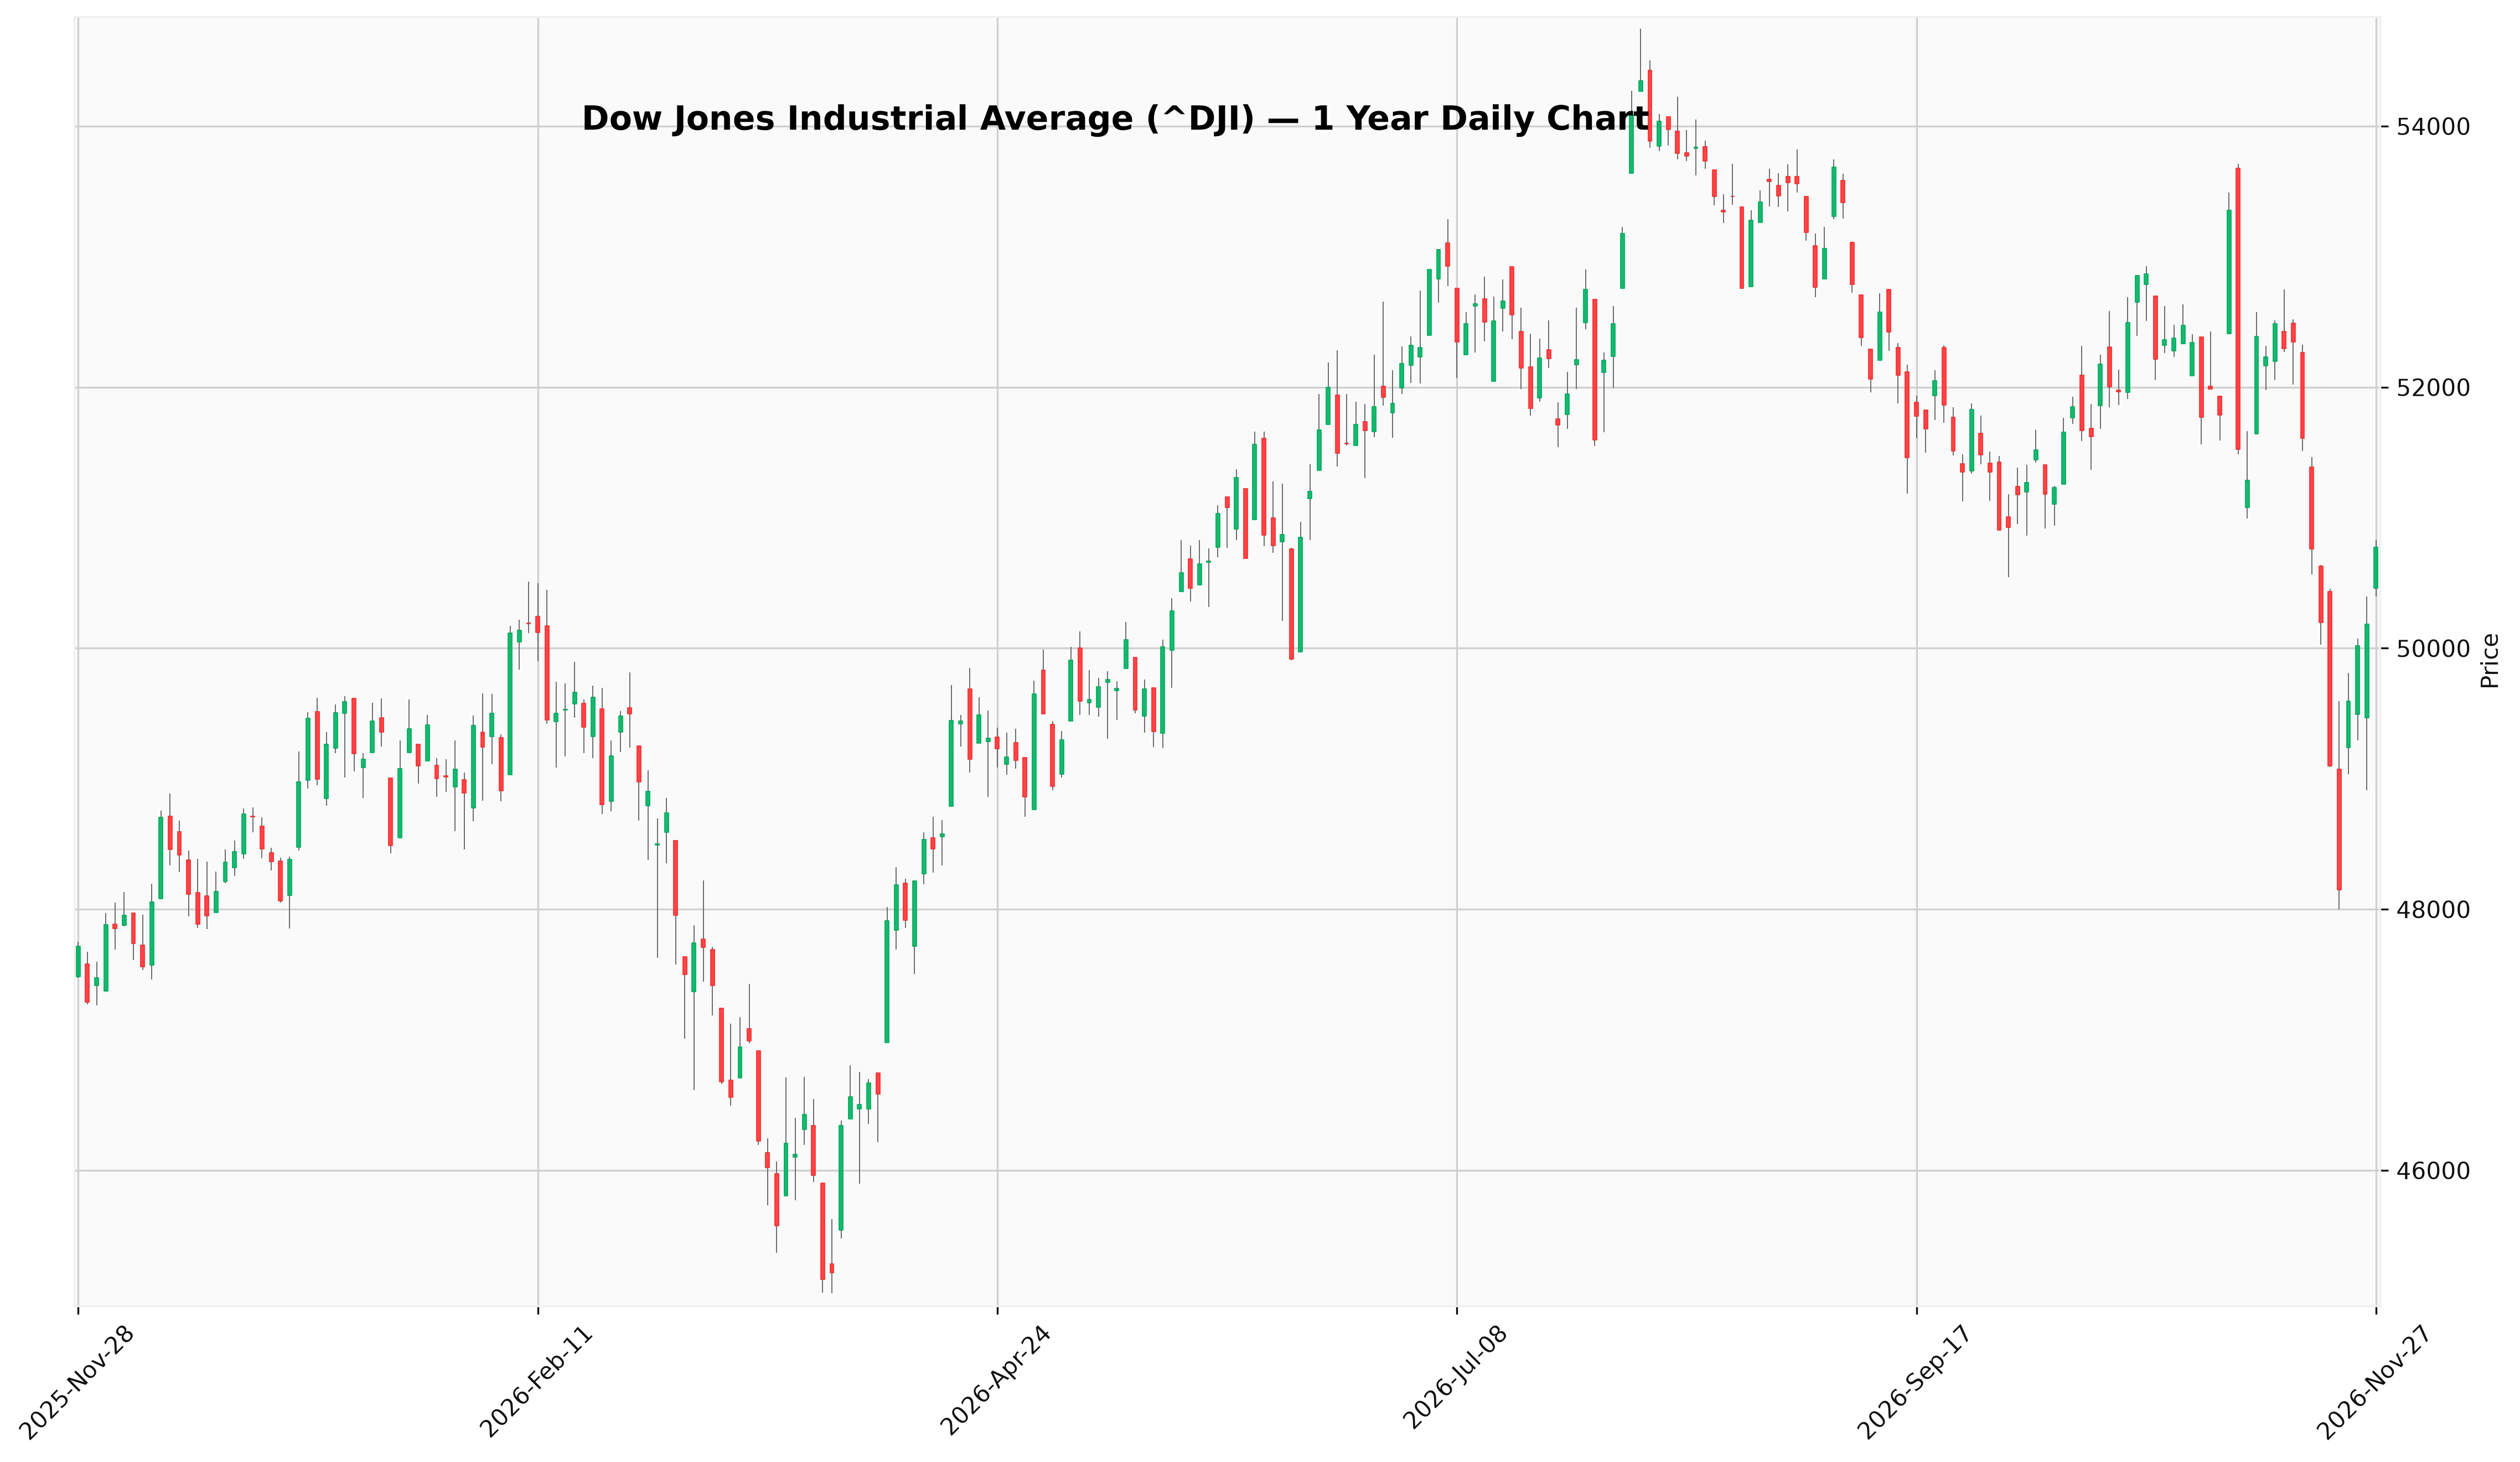 Dow Jones Industrial Average (^DJI) — 1 Year Daily Chart
54000
52000
50000
48000
46000
Price
2025-Nov-28
2026-Feb-11
2026-Apr-24
2026-Jul-08
2026-Sep-17
2026-Nov-27